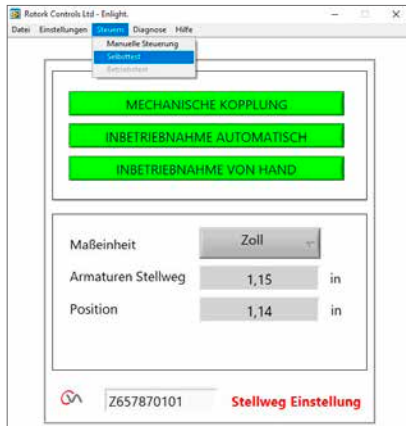 Rotork Controls Ltd - Enlight.
Datei Einstellungen Steuern Diagnose Hilfe
Manuelle Steuerung
Selbsttest
Betriebstest
MECHANISCHE KOPPLUNG
INBETRIEBNAHME AUTOMATISCH
INBETRIEBNAHME VON HAND
Maßeinheit Zoll
Armaturen Stellweg 1,15 in
Position 1,14 in
Z657870101 Stellweg Einstellung